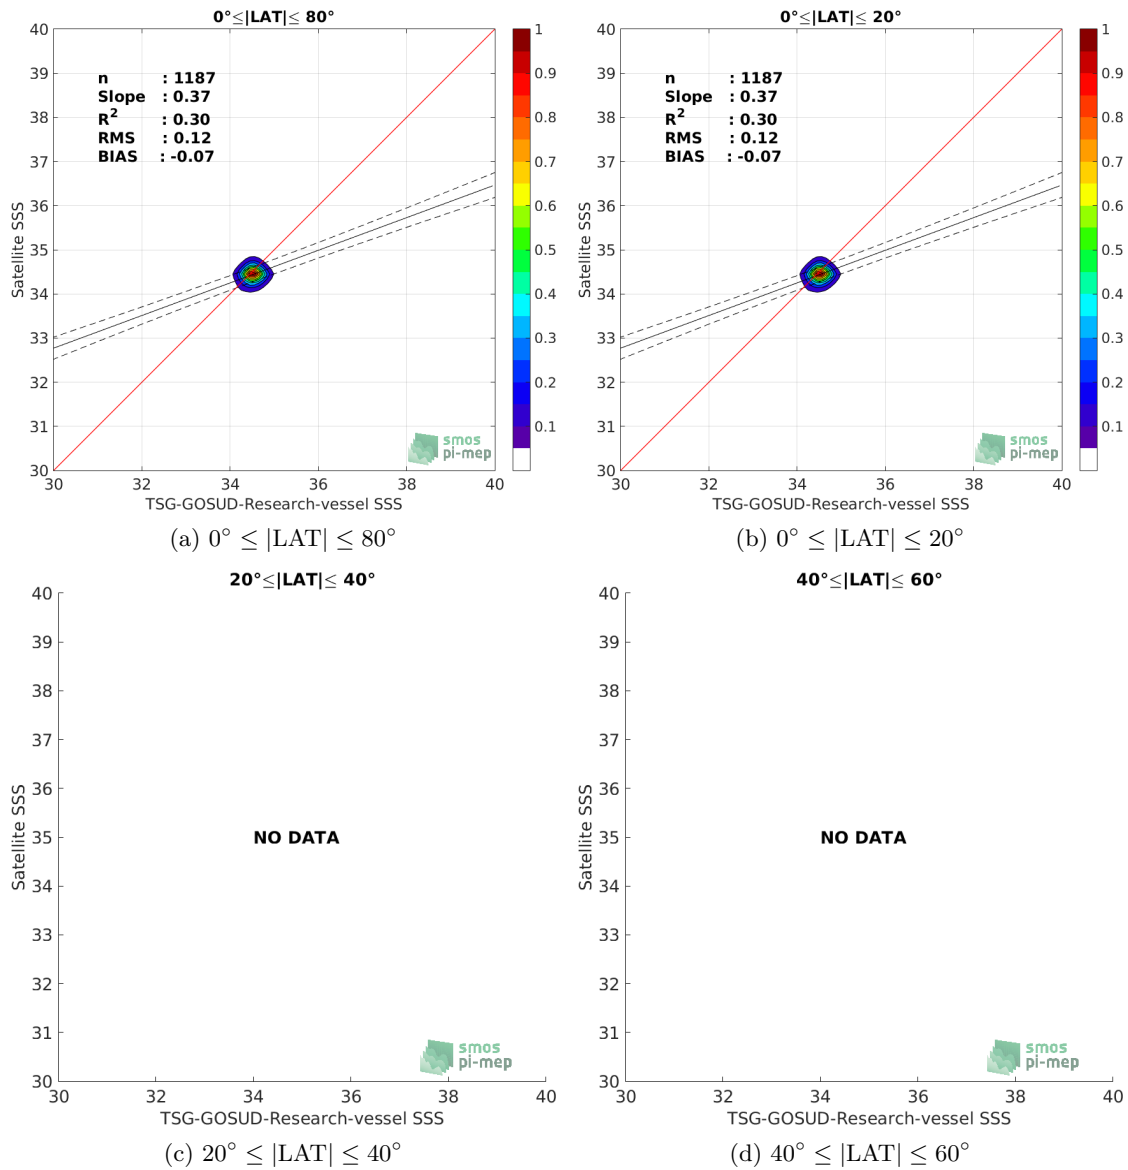 0°≤|LAT|≤ 80°
40
39
38
37
36
35
34
33
32
31
30
Satellite SSS
n : 1187
Slope : 0.37
R2 : 0.30
RMS : 0.12
BIAS : -0.07
smos
pi-mep
30 32 34 36 38 40
TSG-GOSUD-Research-vessel SSS
1
0.9
0.8
0.7
0.6
0.5
0.4
0.3
0.2
0.1
(a) 0° ≤ |LAT| ≤ 80°
0°≤|LAT|≤ 20°
40
39
38
37
36
35
34
33
32
31
30
Satellite SSS
n : 1187
Slope : 0.37
R2 : 0.30
RMS : 0.12
BIAS : -0.07
smos
pi-mep
30 32 34 36 38 40
TSG-GOSUD-Research-vessel SSS
1
0.9
0.8
0.7
0.6
0.5
0.4
0.3
0.2
0.1
(b) 0° ≤ |LAT| ≤ 20°
20°≤|LAT|≤ 40°
40
39
38
37
36
35
34
33
32
31
30
Satellite SSS
NO DATA
smos
pi-mep
30 32 34 36 38 40
TSG-GOSUD-Research-vessel SSS
(c) 20° ≤ |LAT| ≤ 40°
40°≤|LAT|≤ 60°
40
39
38
37
36
35
34
33
32
31
30
Satellite SSS
NO DATA
smos
pi-mep
30 32 34 36 38 40
TSG-GOSUD-Research-vessel SSS
(d) 40° ≤ |LAT| ≤ 60°